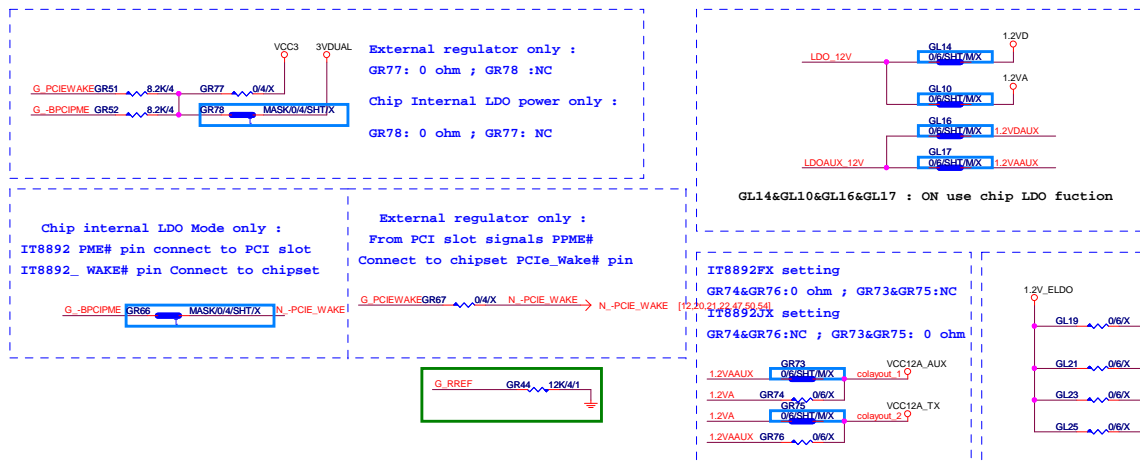 VCC3 3VDUAL
External regulator only :
GR77: 0 ohm ; GR78 :NC
Chip Internal LDO power only :
GR78: 0 ohm ; GR77: NC
G_PCIEWAKE GR51 8.2K/4 GR77 0/4/X
G_-BPCIPME GR52 8.2K/4 GR78 MASK/0/4/SHT/X
LDO_12V
GL14
0/6/SHT/M/X
1.2VD
GL10
0/6/SHT/M/X
1.2VA
GL16
0/6/SHT/M/X 1.2VDAUX
LDOAUX_12V
GL17
0/6/SHT/M/X 1.2VAAUX
GL14&GL10&GL16&GL17 : ON use chip LDO fuction
Chip internal LDO Mode only :
IT8892 PME# pin connect to PCI slot
IT8892_ WAKE# pin Connect to chipset
G_-BPCIPME GR66 MASK/0/4/SHT/X N_-PCIE_WAKE
External regulator only :
From PCI slot signals PPME#
Connect to chipset PCIe_Wake# pin
G_PCIEWAKE GR67 0/4/X N_-PCIE_WAKE N_-PCIE_WAKE [12,20,21,22,47,50,54]
G_RREF GR44 12K/4/1
IT8892FX setting
GR74&GR76:0 ohm ; GR73&GR75:NC
IT8892JX setting
GR74&GR76:NC ; GR73&GR75: 0 ohm
GR73
1.2VAAUX 0/6/SHT/M/X colayout_1 VCC12A_AUX
1.2VA GR74 0/6/X
GR75
1.2VA 0/6/SHT/M/X colayout_2 VCC12A_TX
1.2VAAUX GR76 0/6/X
1.2V_ELDO
GL19 0/6/X
GL21 0/6/X
GL23 0/6/X
GL25 0/6/X